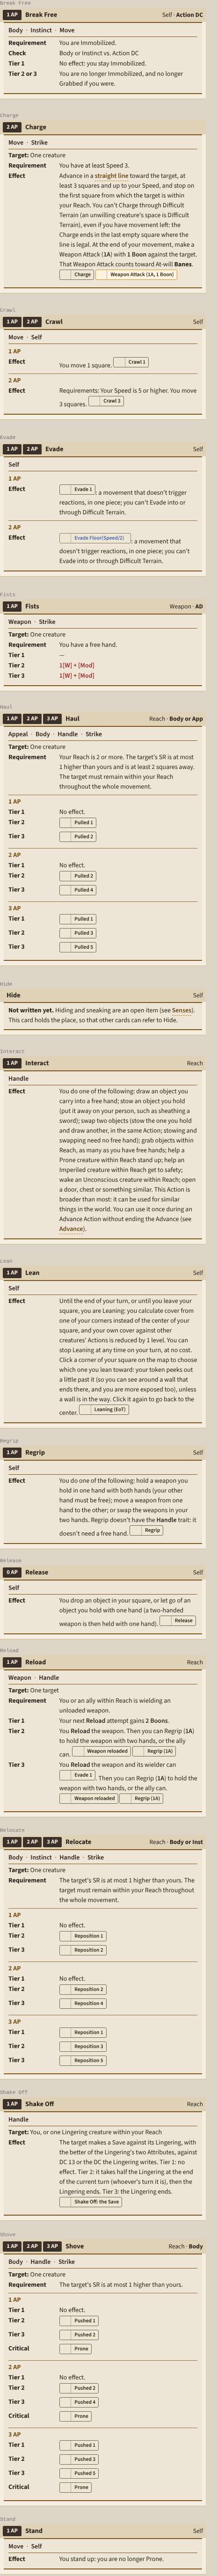 Break Free
1 AP Break Free Self · Action DC
Body · Instinct · Move
Requirement You are Immobilized.
Check Body or Instinct vs. Action DC
Tier 1 No effect: you stay Immobilized.
Tier 2 or 3 You are no longer Immobilized, and no longer
Grabbed if you were.
Charge
2 AP Charge
Move · Strike
Target: One creature
Requirement You have at least Speed 3.
Effect Advance in a straight line toward the target, at
least 3 squares and up to your Speed, and stop on
the first square from which the target is within
your Reach. You can't Charge through Difficult
Terrain (an unwilling creature's space is Difficult
Terrain), even if you have movement left; the
Charge ends in the last empty square where the
line is legal. At the end of your movement, make a
Weapon Attack (1A) with 1 Boon against the target.
That Weapon Attack counts toward At-will Banes.
Charge Weapon Attack (1A, 1 Boon)
Crawl
1 AP 2 AP Crawl Self
Move · Self
1 AP
Effect You move 1 square. Crawl 1
2 AP
Effect Requirements: Your Speed is 5 or higher. You move
3 squares. Crawl 3
Evade
1 AP 2 AP Evade Self
Self
1 AP
Effect Evade 1: a movement that doesn't trigger
reactions, in one piece; you can't Evade into or
through Difficult Terrain.
2 AP
Effect Evade Floor(Speed/2): a movement that
doesn't trigger reactions, in one piece; you can't
Evade into or through Difficult Terrain.
Fists
1 AP Fists Weapon · AD
Weapon · Strike
Target: One creature
Requirement You have a free hand.
Tier 1 —
Tier 2 1[W] + [Mod]
Tier 3 1[W] + [Mod]
Haul
1 AP 2 AP 3 AP Haul Reach · Body or App
Appeal · Body · Handle · Strike
Target: One creature
Requirement Your Reach is 2 or more. The target's SR is at most
1 higher than yours and is at least 2 squares away.
The target must remain within your Reach
throughout the whole movement.
1 AP
Tier 1 No effect.
Tier 2 Pulled 1
Tier 3 Pulled 2
2 AP
Tier 1 No effect.
Tier 2 Pulled 2
Tier 3 Pulled 4
3 AP
Tier 1 Pulled 1
Tier 2 Pulled 3
Tier 3 Pulled 5
Hide
Hide Self
Not written yet. Hiding and sneaking are an open item (see Senses).
This card holds the place, so that other cards can refer to Hide.
Interact
1 AP Interact Reach
Handle
Effect You do one of the following: draw an object you
carry into a free hand; stow an object you hold
(put it away on your person, such as sheathing a
sword); swap two objects (stow the one you hold
and draw another, in the same Action; stowing and
swapping need no free hand); grab objects within
Reach, as many as you have free hands; help a
Prone creature within Reach stand up; help an
Imperiled creature within Reach get to safety;
wake an Unconscious creature within Reach; open
a door, chest or something similar. This Action is
broader than most: it can be used for similar
things in the world. You can use it once during an
Advance Action without ending the Advance (see
Advance).
Lean
1 AP Lean Self
Self
Effect Until the end of your turn, or until you leave your
square, you are Leaning: you calculate cover from
one of your corners instead of the center of your
square, and your own cover against other
creatures' Actions is reduced by 1 level. You can
stop Leaning at any time on your turn, at no cost.
Click a corner of your square on the map to choose
which one you lean toward: your token peeks out
a little past it (so you can see around a wall that
ends there, and you are more exposed too), unless
a wall is in the way. Click it again to go back to the
center. Leaning (EoT)
Regrip
1 AP Regrip Self
Self
Effect You do one of the following: hold a weapon you
hold in one hand with both hands (your other
hand must be free); move a weapon from one
hand to the other; or swap the weapons in your
two hands. Regrip doesn't have the Handle trait: it
doesn't need a free hand. Regrip
Release
0 AP Release Self
Self
Effect You drop an object in your square, or let go of an
object you hold with one hand (a two-handed
weapon is then held with one hand). Release
Reload
1 AP Reload Reach
Weapon · Handle
Target: One target
Requirement You or an ally within Reach is wielding an
unloaded weapon.
Tier 1 Your next Reload attempt gains 2 Boons.
Tier 2 You Reload the weapon. Then you can Regrip (1A)
to hold the weapon with two hands, or the ally
can. Weapon reloaded Regrip (1A)
Tier 3 You Reload the weapon and its wielder can
Evade 1. Then you can Regrip (1A) to hold the
weapon with two hands, or the ally can.
Weapon reloaded Regrip (1A)
Relocate
1 AP 2 AP 3 AP Relocate Reach · Body or Inst
Body · Instinct · Handle · Strike
Target: One creature
Requirement The target's SR is at most 1 higher than yours. The
target must remain within your Reach throughout
the whole movement.
1 AP
Tier 1 No effect.
Tier 2 Reposition 1
Tier 3 Reposition 2
2 AP
Tier 1 No effect.
Tier 2 Reposition 2
Tier 3 Reposition 4
3 AP
Tier 1 Reposition 1
Tier 2 Reposition 3
Tier 3 Reposition 5
Shake Off
1 AP Shake Off Reach
Handle
Target: You, or one Lingering creature within your Reach
Effect The target makes a Save against its Lingering, with
the better of the Lingering's two Attributes, against
DC 13 or the DC the Lingering writes. Tier 1: no
effect. Tier 2: it takes half the Lingering at the end
of the current turn (whoever's turn it is), then the
Lingering ends. Tier 3: the Lingering ends.
Shake Off: the Save
Shove
1 AP 2 AP 3 AP Shove Reach · Body
Body · Handle · Strike
Target: One creature
Requirement The target's SR is at most 1 higher than yours.
1 AP
Tier 1 No effect.
Tier 2 Pushed 1
Tier 3 Pushed 2
Critical Prone
2 AP
Tier 1 No effect.
Tier 2 Pushed 2
Tier 3 Pushed 4
Critical Prone
3 AP
Tier 1 Pushed 1
Tier 2 Pushed 3
Tier 3 Pushed 5
Critical Prone
Stand
1 AP Stand Self
Move · Self
Effect You stand up: you are no longer Prone.